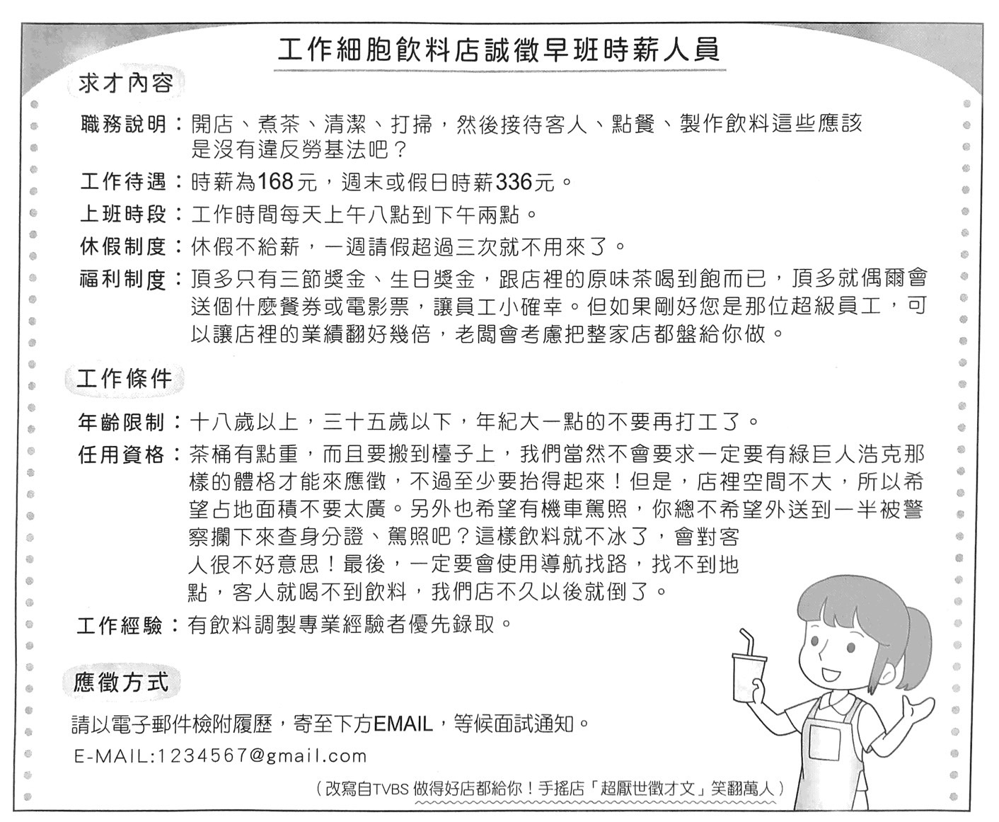 工作細胞飲料店誠徵早班時薪人員
求才內容
職務說明：開店、煮茶、清潔、打掃，然後接待客人、點餐、製作飲料這些應該
是沒有違反勞基法吧？
工作待遇：時薪為168元，週末或假日時薪336元。
上班時段：工作時間每天上午八點到下午兩點。
休假制度：休假不給薪，一週請假超過三次就不用來了。
福利制度：頂多只有三節獎金、生日獎金，跟店裡的原味茶喝到飽而已，頂多就偶爾會
送個什麼餐券或電影票，讓員工小確幸。但如果剛好您是那位超級員工，可
以讓店裡的業績翻好幾倍，老闆會考慮把整家店都盤給你做。
工作條件
年齡限制：十八歲以上，三十五歲以下，年紀大一點的不要再打工了。
任用資格：茶桶有點重，而且要搬到檯子上，我們當然不會要求一定要有綠巨人浩克那
樣的體格才能來應徵，不過至少要抬得起來！但是，店裡空間不大，所以希
望占地面積不要太廣。另外也希望有機車駕照，你總不希望外送到一半被警
察攔下來查身分證、駕照吧？這樣飲料就不冰了，會對客
人很不好意思！最後，一定要會使用導航找路，找不到地
點，客人就喝不到飲料，我們店不久以後就倒了。
工作經驗：有飲料調製專業經驗者優先錄取。
應徵方式
請以電子郵件檢附履歷，寄至下方EMAIL，等候面試通知。
E-MAIL:1234567@gmail.com
（改寫自TVBS 做得好店都給你！手搖店「超厭世徵才文」笑翻萬人）